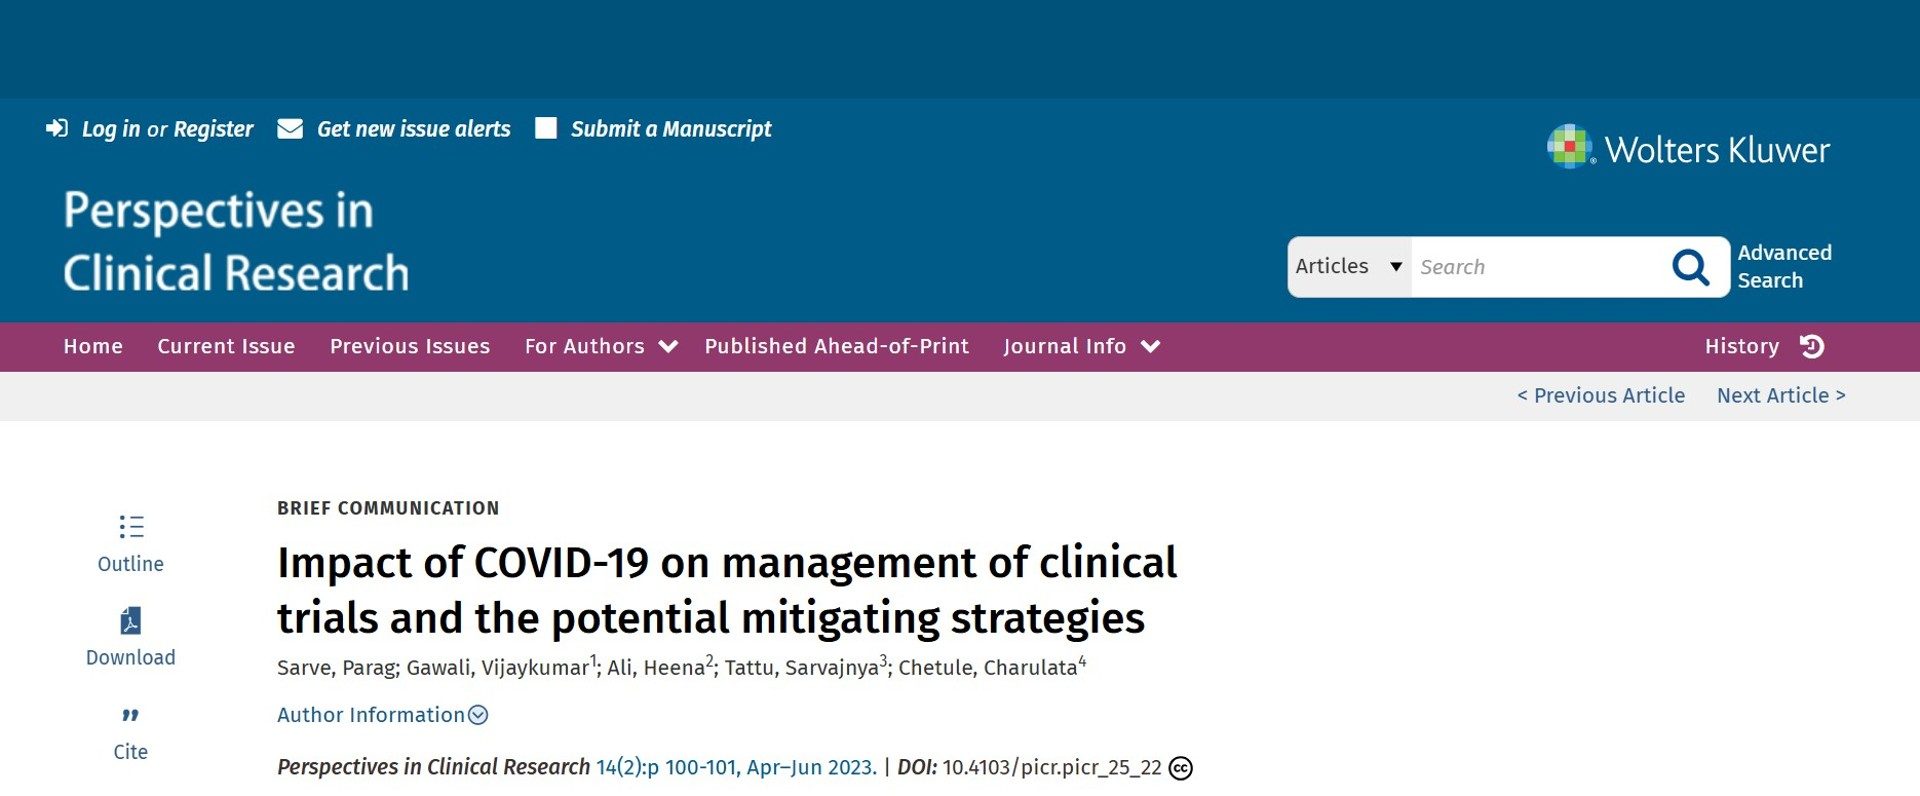 Log in or Register Get new issue alerts Submit a Manuscript
Wolters Kluwer
Perspectives in
Clinical Research
Articles Search
Advanced
Search
Home Current Issue Previous Issues For Authors Published Ahead-of-Print Journal Info History
< Previous Article Next Article >
Outline
Download
Cite
BRIEF COMMUNICATION
Impact of COVID-19 on management of clinical
trials and the potential mitigating strategies
Sarve, Parag; Gawali, Vijaykumar1; Ali, Heena2; Tattu, Sarvajnya3; Chetule, Charulata4
Author Information
Perspectives in Clinical Research 14(2):p 100-101, Apr–Jun 2023. | DOI: 10.4103/picr.picr_25_22 cc